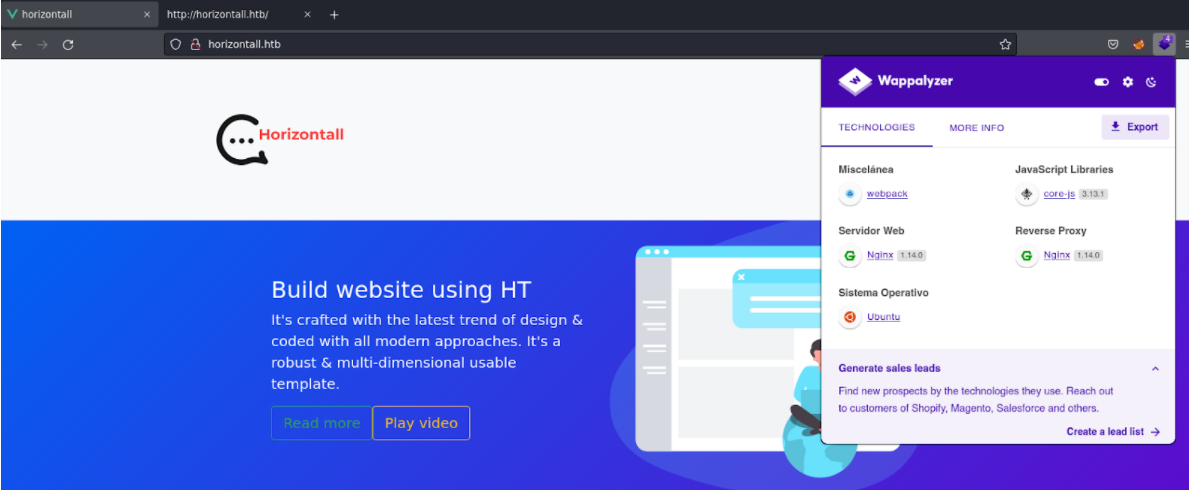 horizontall
http://horizontall.htb/
horizontall.htb
4
Horizontall
Build website using HT
It's crafted with the latest trend of design &
coded with all modern approaches. It's a
robust & multi-dimensional usable
template.
Read more
Play video
Wappalyzer
TECHNOLOGIES
MORE INFO
Export
Miscelánea
webpack
JavaScript Libraries
core-js 3.13.1
Servidor Web
Nginx 1.14.0
Reverse Proxy
Nginx 1.14.0
Sistema Operativo
Ubuntu
Generate sales leads
Find new prospects by the technologies they use. Reach out
to customers of Shopify, Magento, Salesforce and others.
Create a lead list